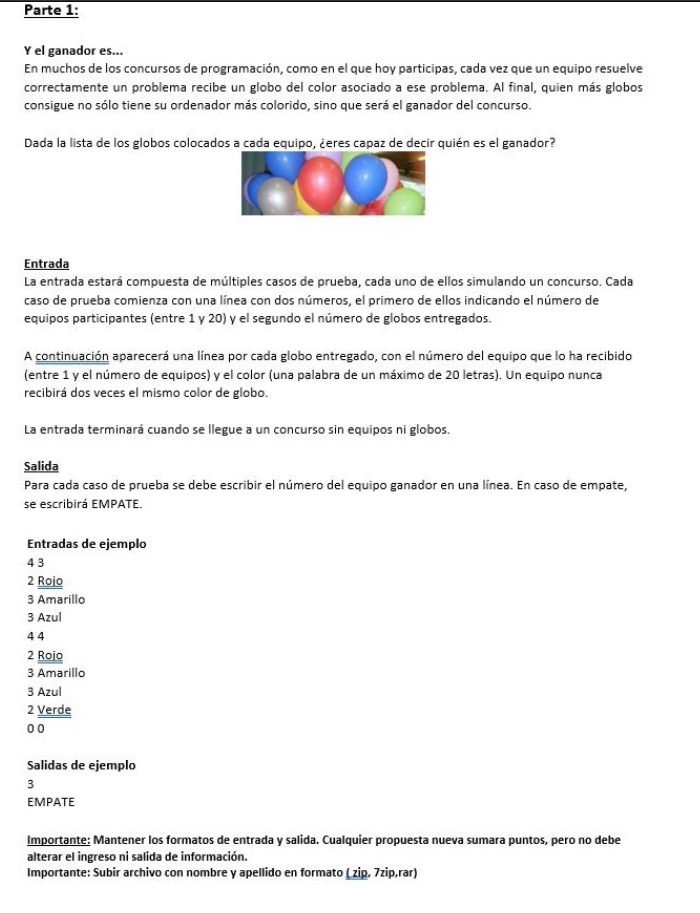 Parte 1:
Y el ganador es...
En muchos de los concursos de programación, como en el que hoy participas, cada vez que un equipo resuelve
correctamente un problema recibe un globo del color asociado a ese problema. Al final, quien más globos
consigue no sólo tiene su ordenador más colorido, sino que será el ganador del concurso.
Dada la lista de los globos colocados a cada equipo, ¿eres capaz de decir quién es el ganador?
Entrada
La entrada estará compuesta de múltiples casos de prueba, cada uno de ellos simulando un concurso. Cada
caso de prueba comienza con una línea con dos números, el primero de ellos indicando el número de
equipos participantes (entre 1 y 20) y el segundo el número de globos entregados.
A continuación aparecerá una línea por cada globo entregado, con el número del equipo que lo ha recibido
(entre 1 y el número de equipos) y el color (una palabra de un máximo de 20 letras). Un equipo nunca
recibirá dos veces el mismo color de globo.
La entrada terminará cuando se llegue a un concurso sin equipos ni globos.
Salida
Para cada caso de prueba se debe escribir el número del equipo ganador en una línea. En caso de empate,
se escribirá EMPATE.
Entradas de ejemplo
4 3
2 Rojo
3 Amarillo
3 Azul
4 4
2 Rojo
3 Amarillo
3 Azul
2 Verde
0 0
Salidas de ejemplo
3
EMPATE
Importante: Mantener los formatos de entrada y salida. Cualquier propuesta nueva sumara puntos, pero no debe
alterar el ingreso ni salida de información.
Importante: Subir archivo con nombre y apellido en formato ( zip, 7zip,rar)